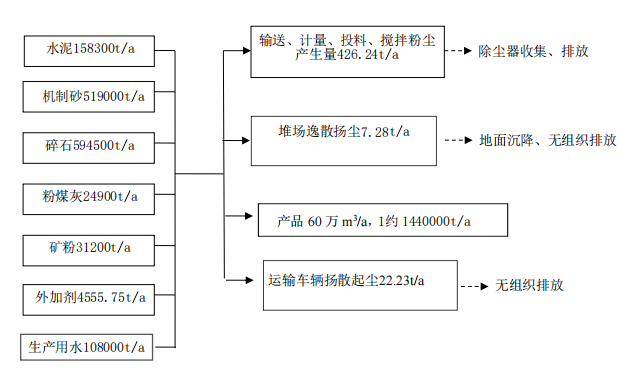 水泥158300t/a
机制砂519000t/a
碎石594500t/a
粉煤灰24900t/a
矿粉31200t/a
外加剂4555.75t/a
生产用水108000t/a
输送、计量、投料、搅拌粉尘
产生量426.24t/a
除尘器收集、排放
堆场逸散扬尘7.28t/a
地面沉降、无组织排放
产品 60 万 m³/a，1约 1440000t/a
运输车辆扬散起尘22.23t/a
无组织排放